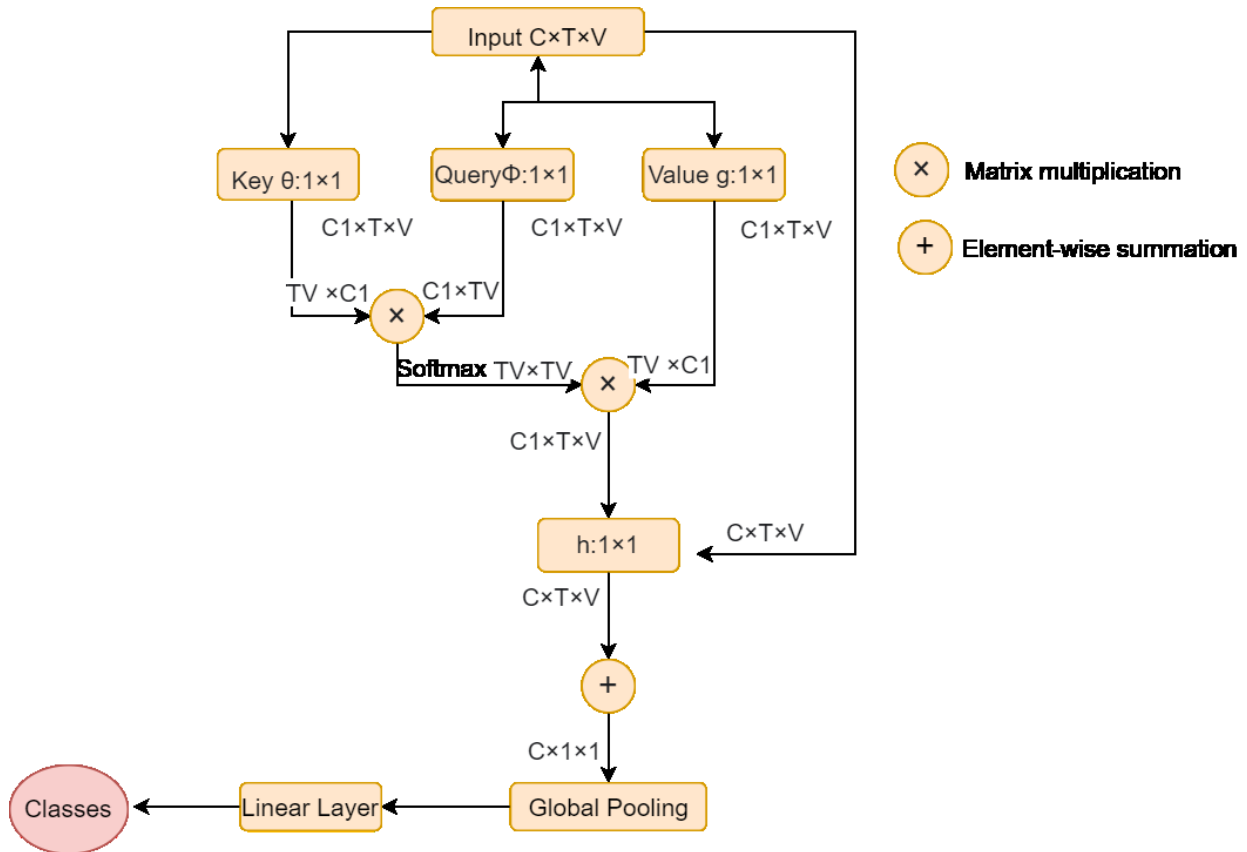 Input C×T×V
Key θ:1×1
QueryΦ:1×1
Value g:1×1
×
Matrix multiplication
C1×T×V
C1×T×V
C1×T×V
+
Element-wise summation
TV ×C1
C1×TV
×
Softmax
TV×TV
×
TV ×C1
C1×T×V
h:1×1
C×T×V
C×T×V
+
C×1×1
Classes
Linear Layer
Global Pooling